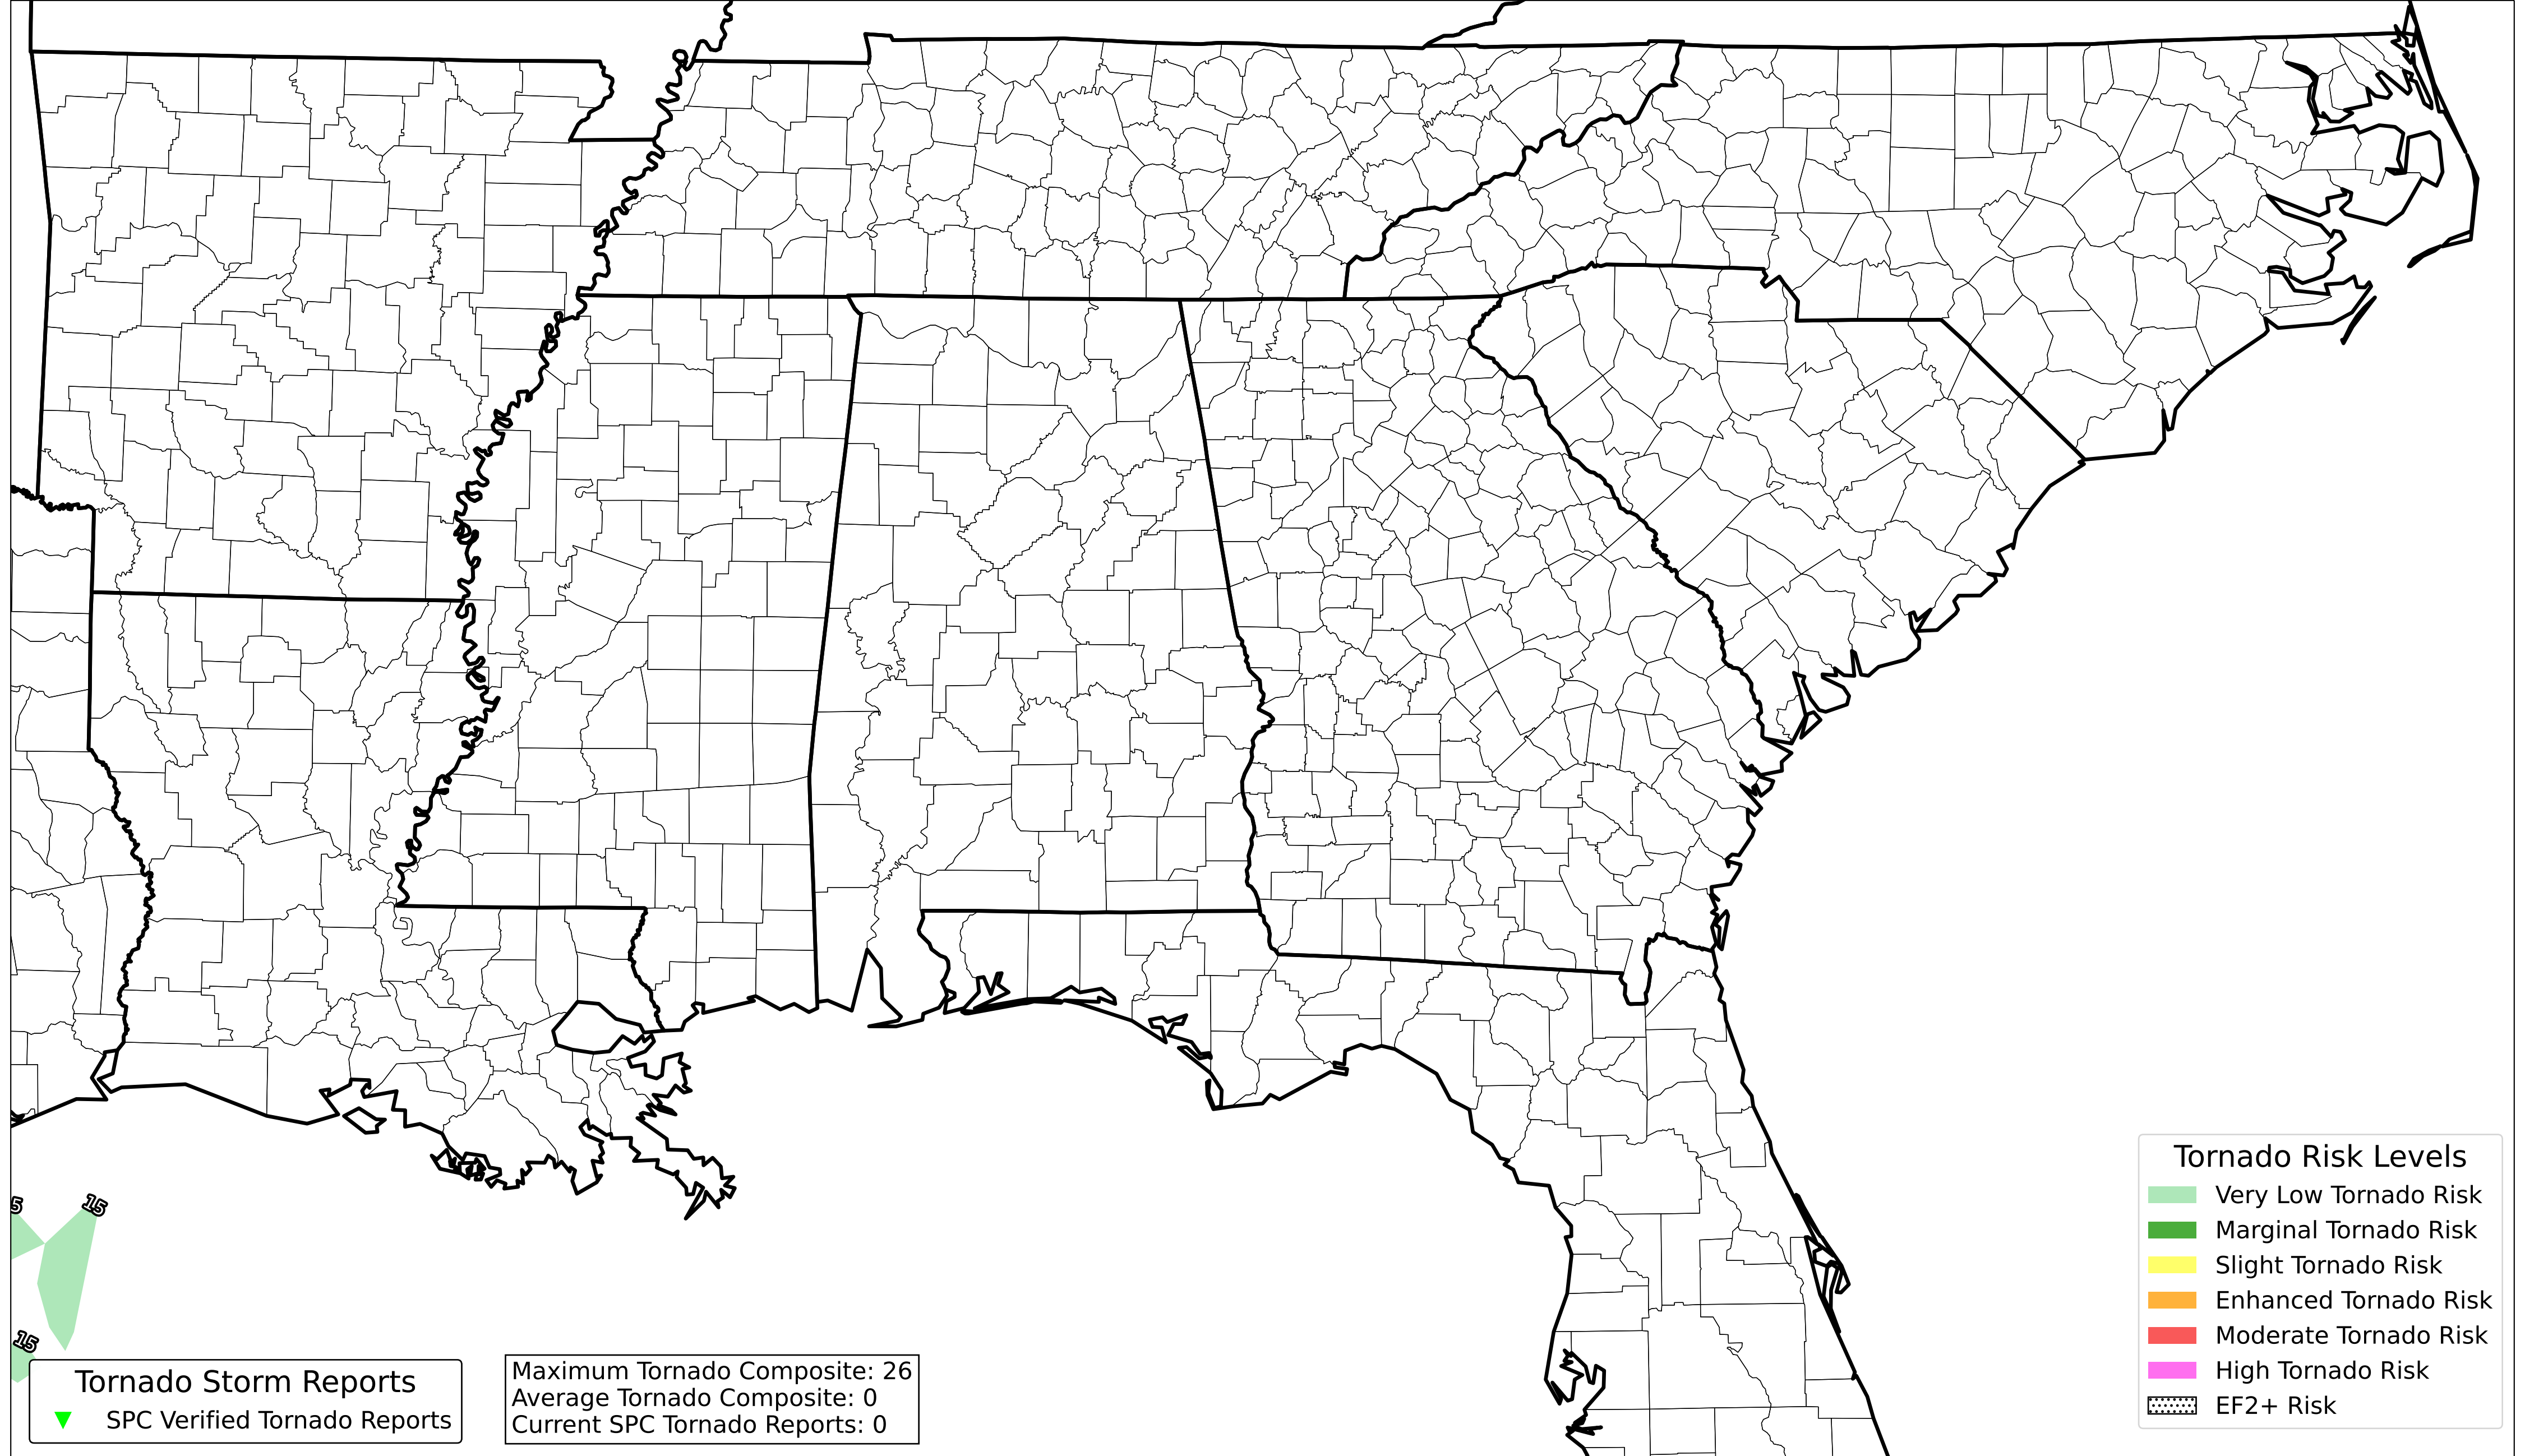 5
15
15
Tornado Storm Reports
SPC Verified Tornado Reports
Maximum Tornado Composite: 26
Average Tornado Composite: 0
Current SPC Tornado Reports: 0
Tornado Risk Levels
Very Low Tornado Risk
Marginal Tornado Risk
Slight Tornado Risk
Enhanced Tornado Risk
Moderate Tornado Risk
High Tornado Risk
EF2+ Risk